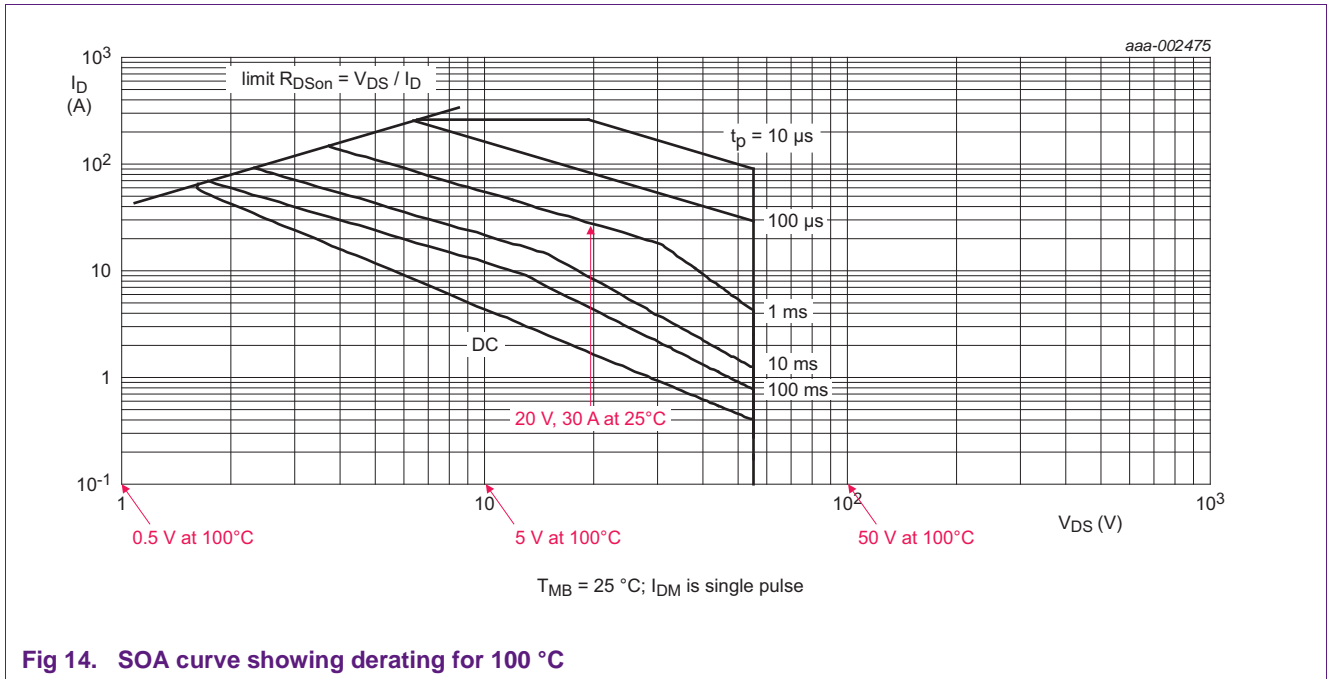 aaa-002475
10³
I_D
(A)
limit R_DSon = V_DS / I_D
t_p = 10 µs
10²
100 µs
10
1 ms
DC
10 ms
1
100 ms
20 V, 30 A at 25°C
10⁻¹
1
10
10²
10³
V_DS (V)
0.5 V at 100°C
5 V at 100°C
50 V at 100°C
T_MB = 25 °C; I_DM is single pulse
Fig 14. SOA curve showing derating for 100 °C